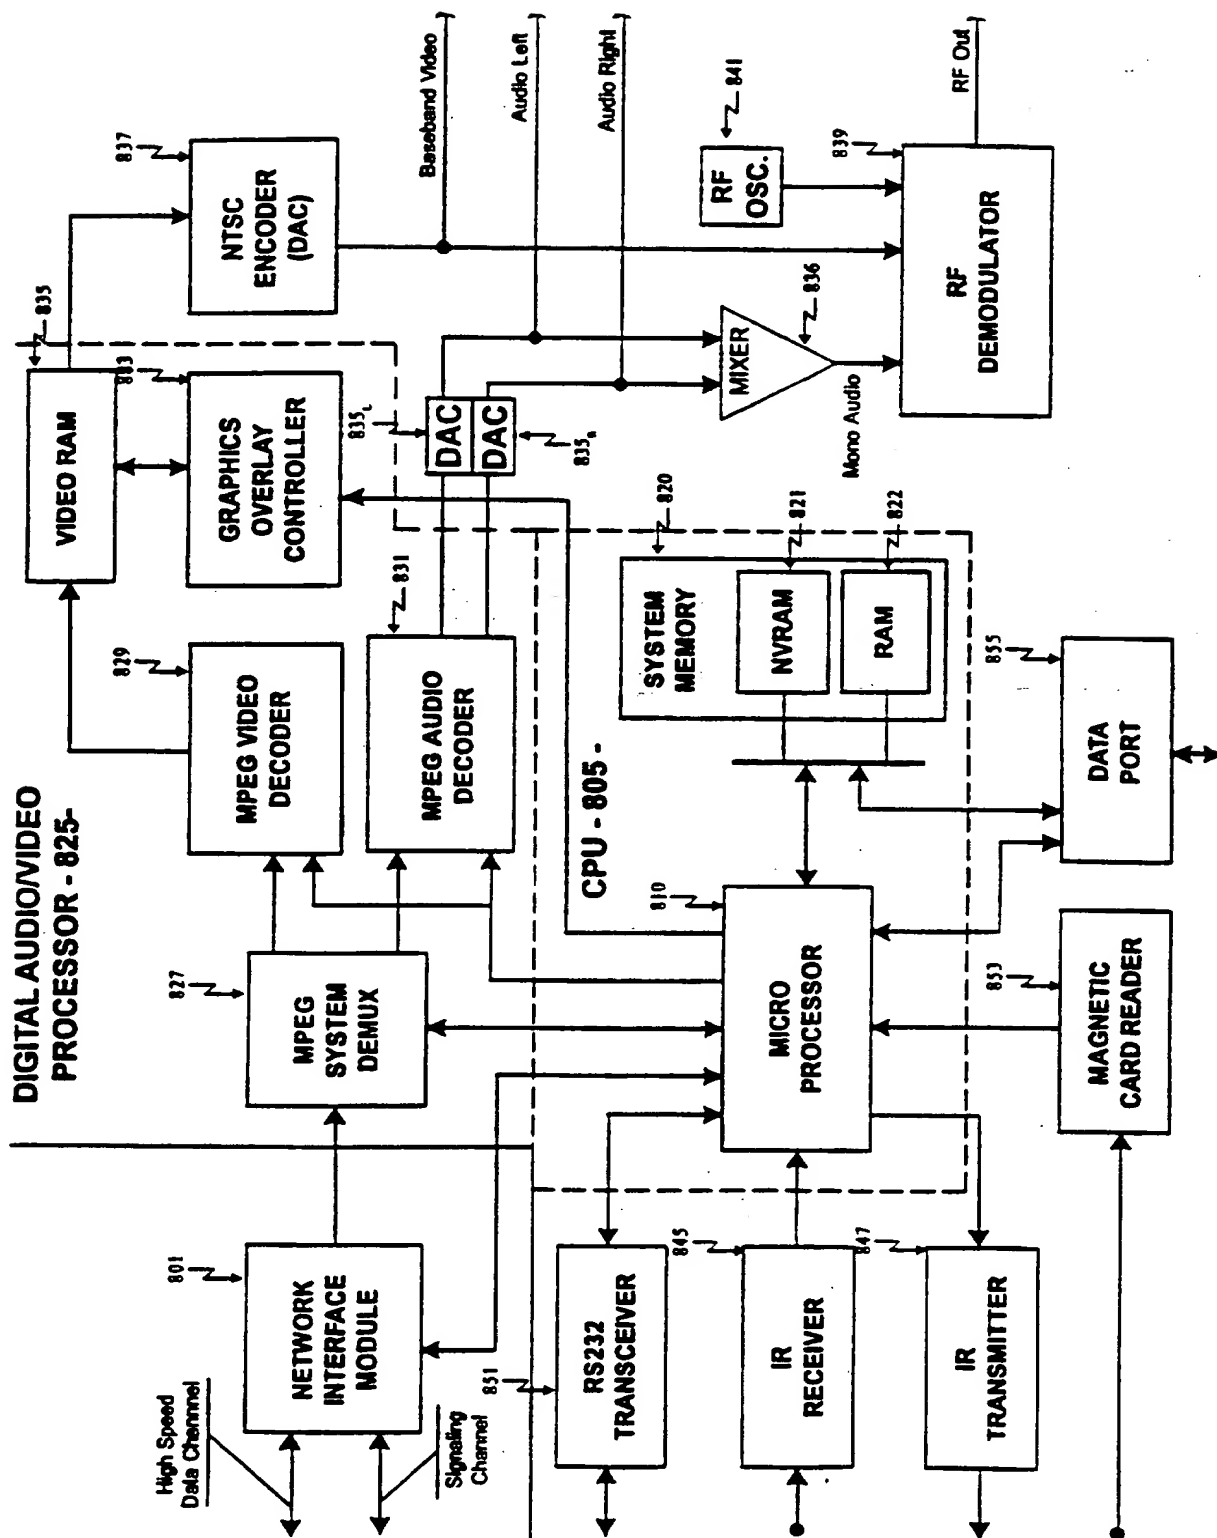 DIGITAL AUDIO/VIDEO
PROCESSOR - 825-
High Speed
Data Channel
Signaling
Channel
801
NETWORK
INTERFACE
MODULE
827
MPEG
SYSTEM
DEMUX
829
MPEG VIDEO
DECODER
831
MPEG AUDIO
DECODER
835
VIDEO RAM
GRAPHICS
OVERLAY
CONTROLLER
837
NTSC
ENCODER
(DAC)
835L
DAC
DAC
835R
Baseband Video
Audio Left
Audio Right
841
RF
OSC.
MIXER
836
Mono Audio
839
RF
DEMODULATOR
RF Out
CPU - 805 -
810
MICRO
PROCESSOR
820
SYSTEM
MEMORY
821
NVRAM
822
RAM
851
RS232
TRANSCEIVER
845
IR
RECEIVER
847
IR
TRANSMITTER
853
MAGNETIC
CARD READER
855
DATA
PORT